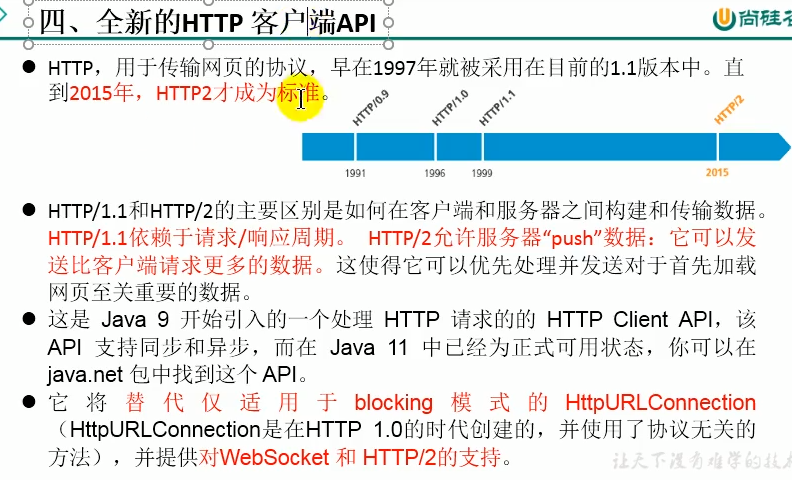 四、全新的HTTP 客户端API
尚硅谷
● HTTP，用于传输网页的协议，早在1997年就被采用在目前的1.1版本中。直
到2015年，HTTP2才成为标准。
HTTP/0.9 HTTP/1.0 HTTP/1.1 HTTP/2
1991 1996 1999 2015
● HTTP/1.1和HTTP/2的主要区别是如何在客户端和服务器之间构建和传输数据。
HTTP/1.1依赖于请求/响应周期。 HTTP/2允许服务器“push”数据：它可以发
送比客户端请求更多的数据。这使得它可以优先处理并发送对于首先加载
网页至关重要的数据。
● 这是 Java 9 开始引入的一个处理 HTTP 请求的的 HTTP Client API，该
API 支持同步和异步，而在 Java 11 中已经为正式可用状态，你可以在
java.net 包中找到这个 API。
● 它将替代仅适用于 blocking 模式的 HttpURLConnection
（HttpURLConnection是在HTTP 1.0的时代创建的，并使用了协议无关的
方法），并提供对WebSocket 和 HTTP/2的支持。
让天下没有难学的技术